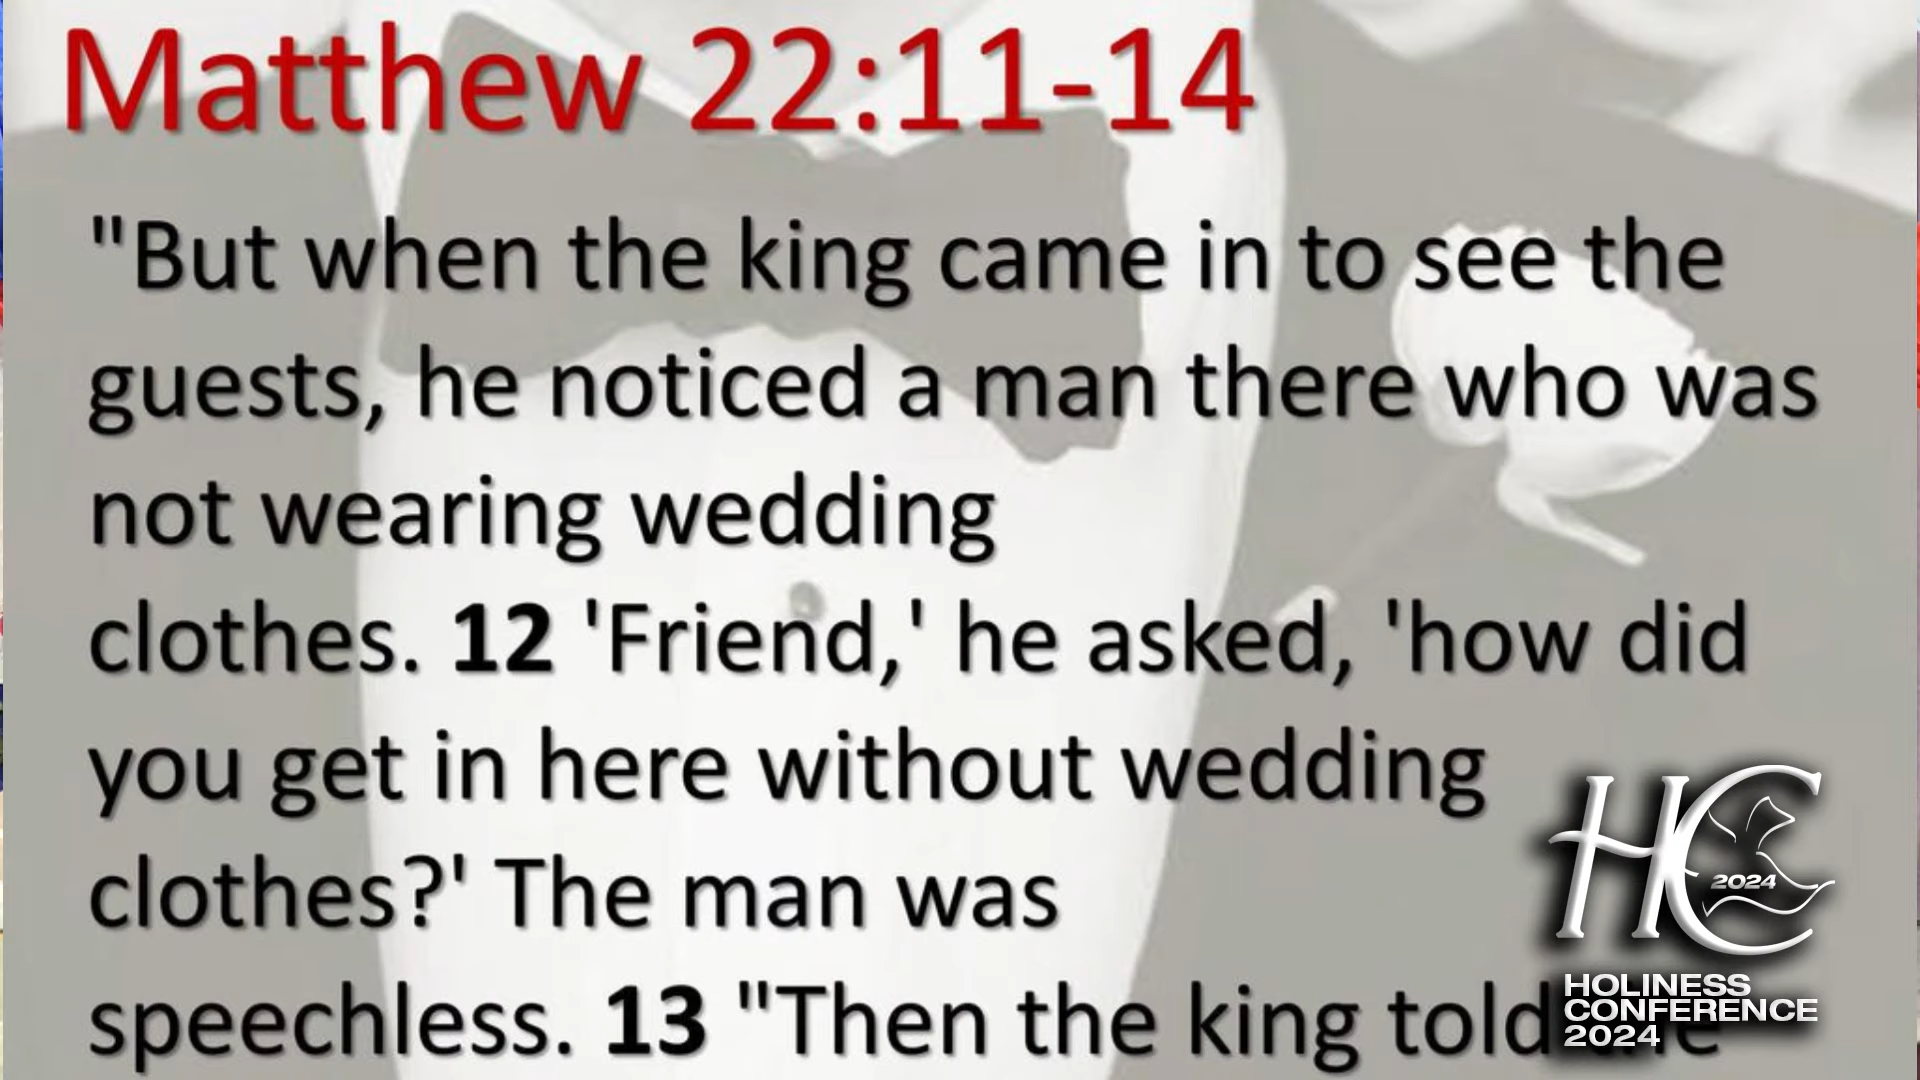 Matthew 22:11-14
"But when the king came in to see the
guests, he noticed a man there who was
not wearing wedding
clothes. 12 'Friend,' he asked, 'how did
you get in here without wedding
clothes?' The man was
speechless. 13 "Then the king told
HC
2024
HOLINESS
CONFERENCE
2024